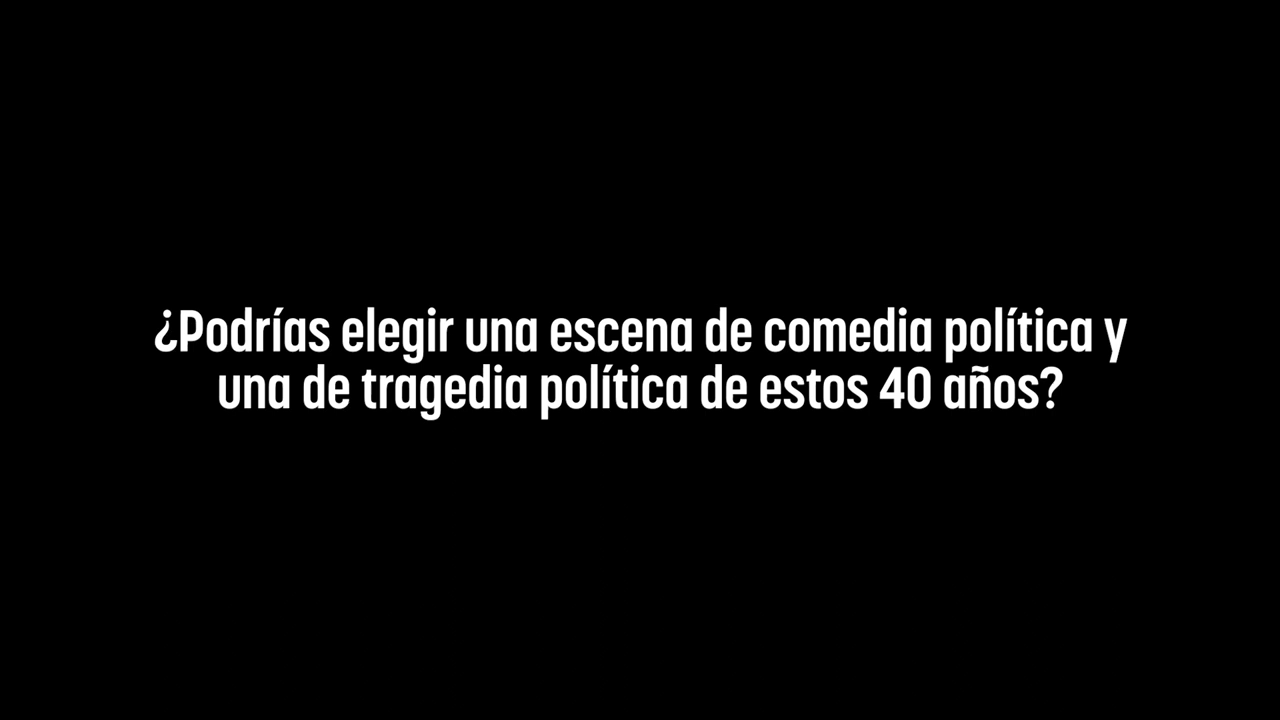 ¿Podrías elegir una escena de comedia política y
una de tragedia política de estos 40 años?